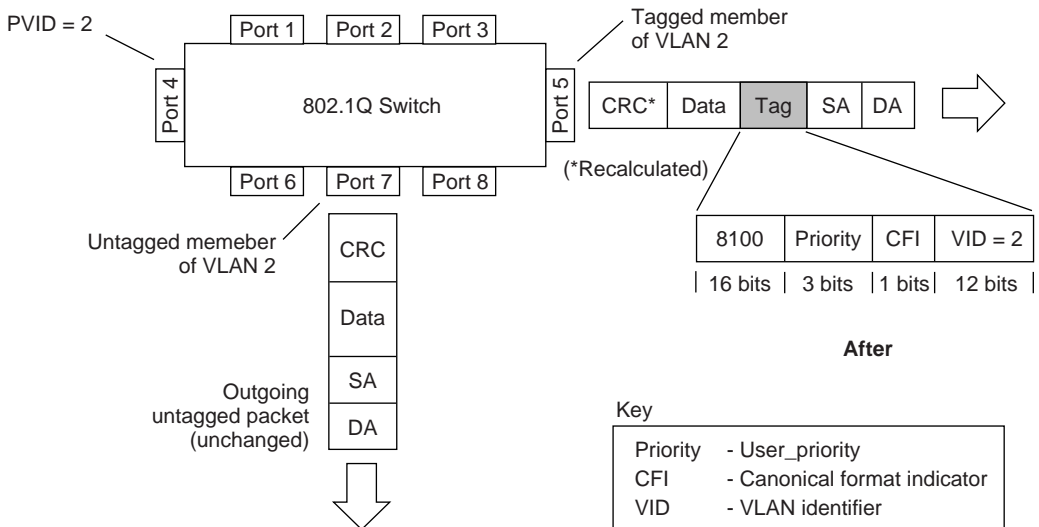 PVID = 2
Port 1
Port 2
Port 3
Tagged member
of VLAN 2
Port 4
802.1Q Switch
Port 5
CRC*
Data
Tag
SA
DA
(*Recalculated)
Port 6
Port 7
Port 8
Untagged memeber
of VLAN 2
8100
Priority
CFI
VID = 2
16 bits
3 bits
1 bits
12 bits
After
CRC
Data
SA
DA
Outgoing
untagged packet
(unchanged)
Key
Priority - User_priority
CFI - Canonical format indicator
VID - VLAN identifier